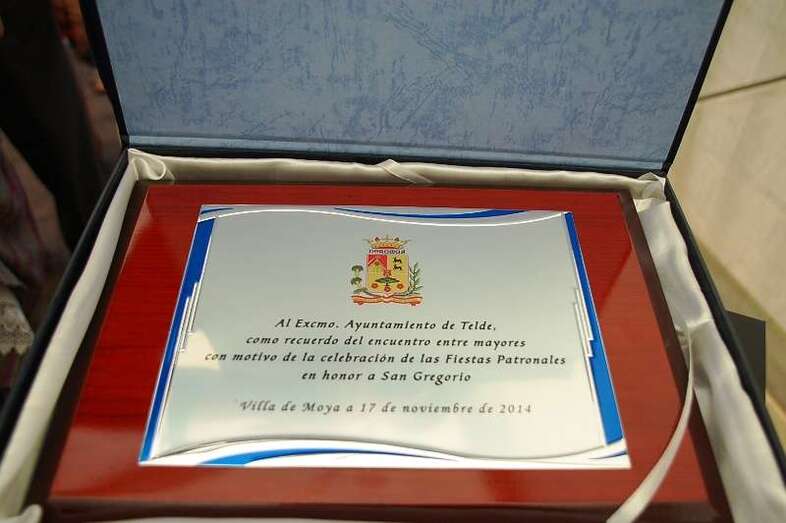 Al Excmo. Ayuntamiento de Telde,
como recuerdo del encuentro entre mayores
con motivo de la celebración de las Fiestas Patronales
en honor a San Gregorio
Villa de Moya a 17 de noviembre de 2014